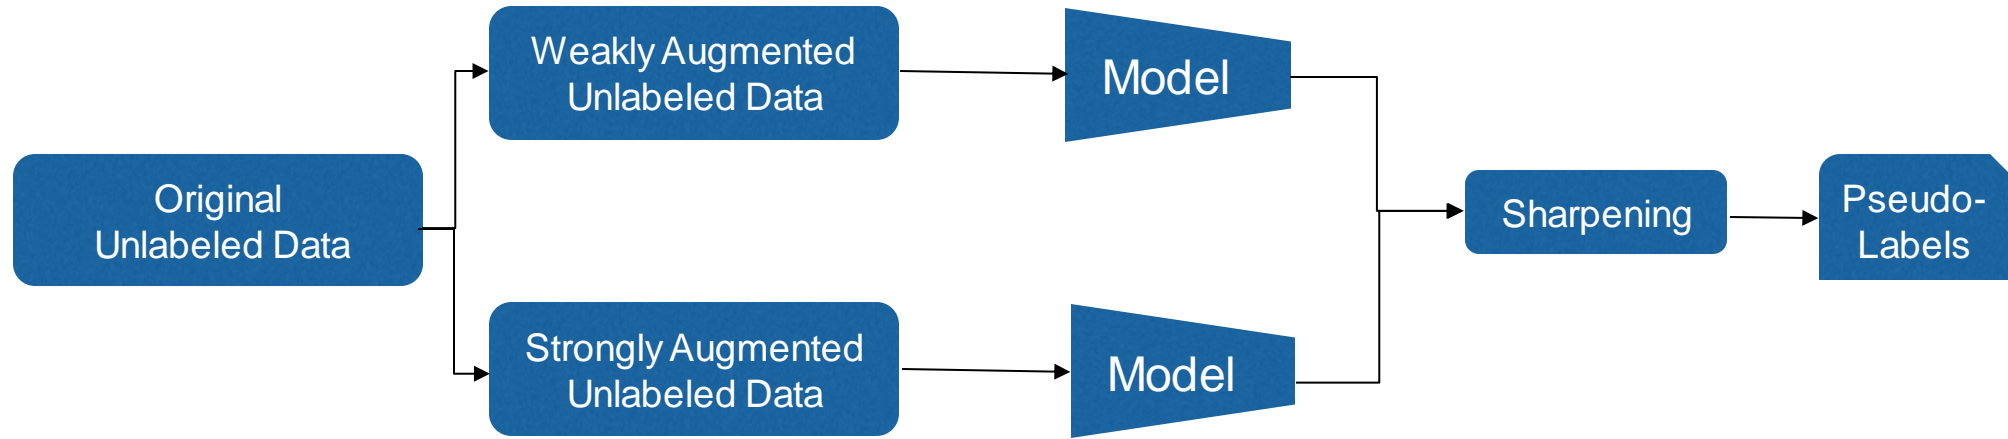 Original
Unlabeled Data
Weakly Augmented
Unlabeled Data
Model
Strongly Augmented
Unlabeled Data
Model
Sharpening
Pseudo-
Labels